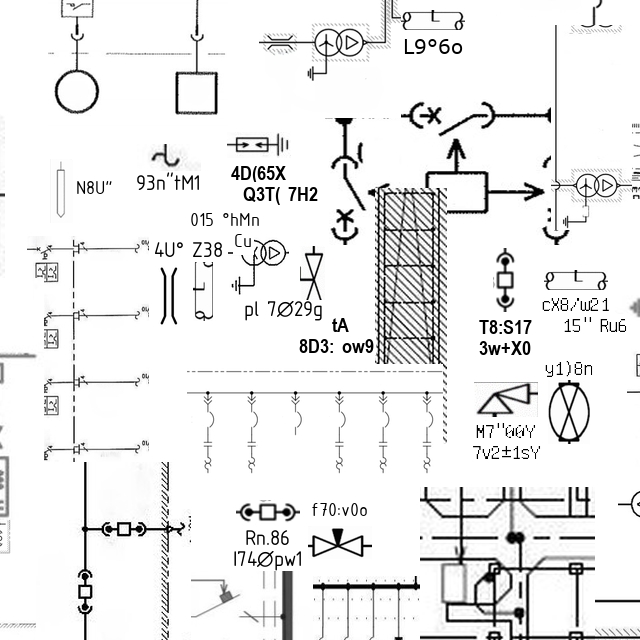 L9°6o
4D(65X
Q3T( 7H2
93n"tM1
N8U"
015 °hMn
4U° Z38 - Cu
pl 7∅29g
tA
8D3: ow9
cX8/w21
15" Ru6
T8:S17
3w+X0
y1)8n
M7"00Y
7v2±1sY
f70:v0o
Rn.86
I74∅pw1